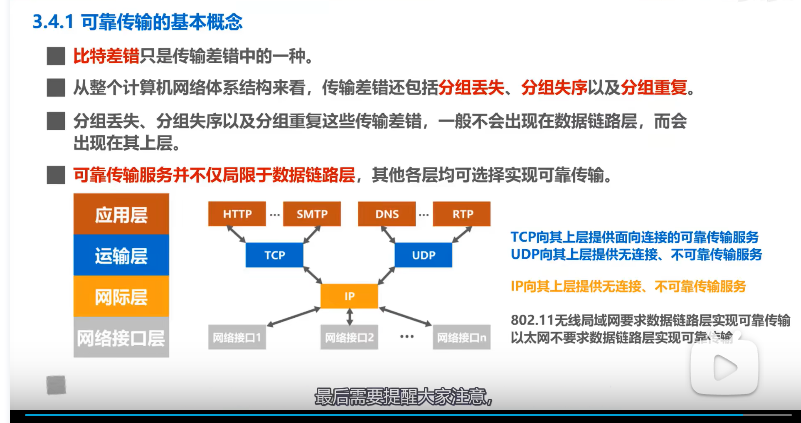 3.4.1 可靠传输的基本概念
比特差错只是传输差错中的一种。
从整个计算机网络体系结构来看，传输差错还包括分组丢失、分组失序以及分组重复。
分组丢失、分组失序以及分组重复这些传输差错，一般不会出现在数据链路层，而会
出现在其上层。
可靠传输服务并不仅局限于数据链路层，其他各层均可选择实现可靠传输。
应用层
HTTP ··· SMTP
DNS ··· RTP
运输层
TCP
UDP
TCP向其上层提供面向连接的可靠传输服务
UDP向其上层提供无连接、不可靠传输服务
网际层
IP
IP向其上层提供无连接、不可靠传输服务
网络接口层
网络接口1
网络接口2
···
网络接口n
802.11无线局域网要求数据链路层实现可靠传输
以太网不要求数据链路层实现可靠传输
最后需要提醒大家注意，